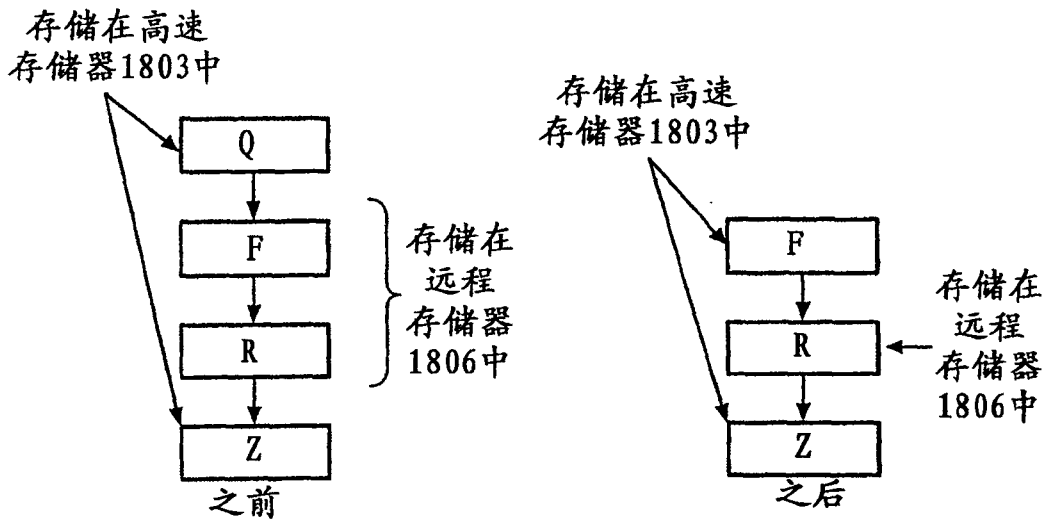 存储在高速
存储器1803中
Q
F
R
Z
存储在
远程
存储器
1806中
之前
存储在高速
存储器1803中
F
R
Z
存储在
远程
存储器
1806中
之后